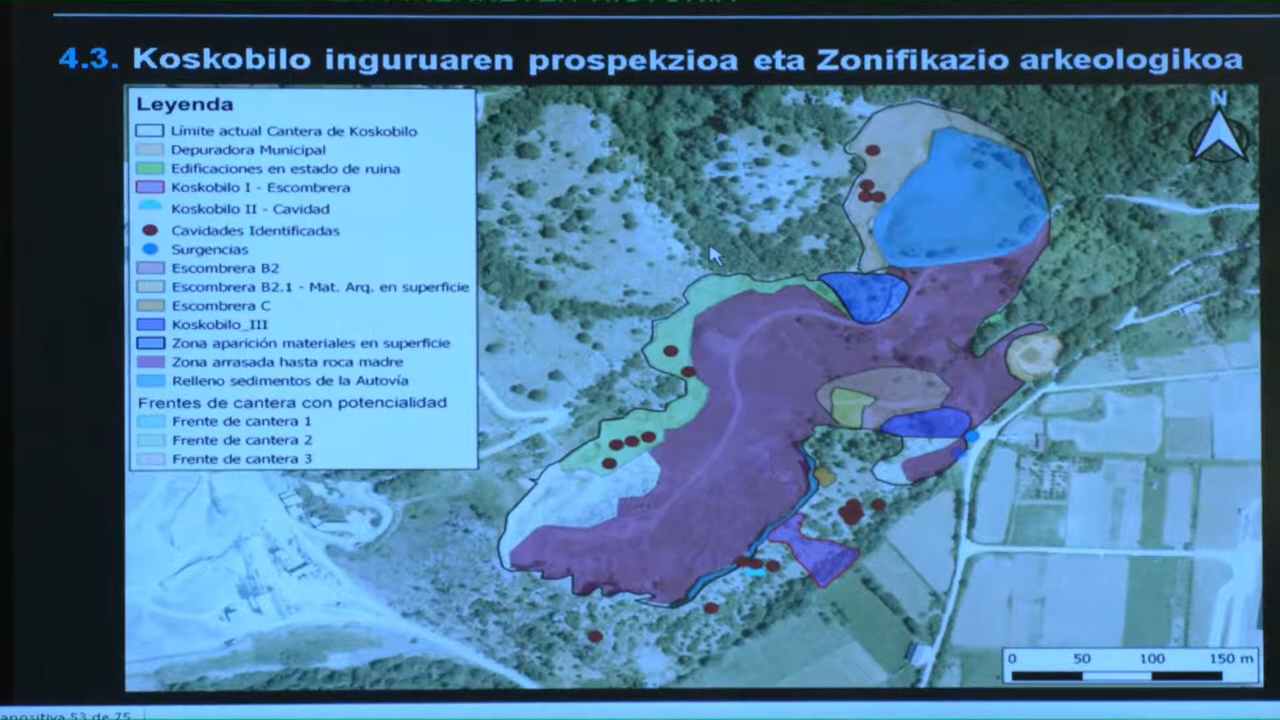 4.3. Koskobilo inguruaren prospekzioa eta Zonifikazio arkeologikoa
Leyenda
Límite actual Cantera de Koskobilo
Depuradora Municipal
Edificaciones en estado de ruina
Koskobilo I - Escombrera
Koskobilo II - Cavidad
Cavidades Identificadas
Surgencias
Escombrera B2
Escombrera B2.1 - Mat. Arq. en superficie
Escombrera C
Koskobilo_III
Zona aparición materiales en superficie
Zona arrasada hasta roca madre
Relleno sedimentos de la Autovía
Frentes de cantera con potencialidad
Frente de cantera 1
Frente de cantera 2
Frente de cantera 3
N
0 50 100 150 m
53 de 75